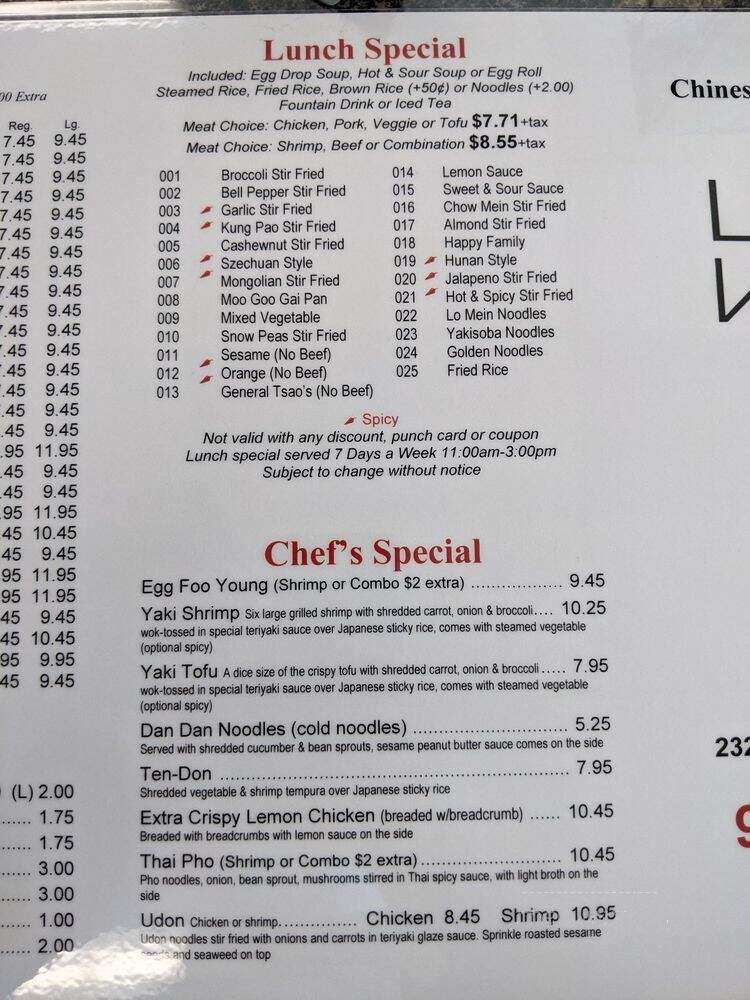 00 Extra
Reg. Lg.
7.45 9.45
7.45 9.45
7.45 9.45
7.45 9.45
7.45 9.45
7.45 9.45
7.45 9.45
7.45 9.45
7.45 9.45
7.45 9.45
.45 9.45
.45 9.45
.45 9.45
.45 9.45
.45 9.45
.45 9.45
.95 11.95
.45 9.45
.45 9.45
95 11.95
45 10.45
45 9.45
95 11.95
95 11.95
45 9.45
45 10.45
95 9.95
45 9.45
(L) 2.00
1.75
1.75
3.00
3.00
1.00
2.00
Lunch Special
Included: Egg Drop Soup, Hot & Sour Soup or Egg Roll
Steamed Rice, Fried Rice, Brown Rice (+50¢) or Noodles (+2.00)
Fountain Drink or Iced Tea
Meat Choice: Chicken, Pork, Veggie or Tofu $7.71+tax
Meat Choice: Shrimp, Beef or Combination $8.55+tax
001 Broccoli Stir Fried
002 Bell Pepper Stir Fried
003 Garlic Stir Fried
004 Kung Pao Stir Fried
005 Cashewnut Stir Fried
006 Szechuan Style
007 Mongolian Stir Fried
008 Moo Goo Gai Pan
009 Mixed Vegetable
010 Snow Peas Stir Fried
011 Sesame (No Beef)
012 Orange (No Beef)
013 General Tsao's (No Beef)
014 Lemon Sauce
015 Sweet & Sour Sauce
016 Chow Mein Stir Fried
017 Almond Stir Fried
018 Happy Family
019 Hunan Style
020 Jalapeno Stir Fried
021 Hot & Spicy Stir Fried
022 Lo Mein Noodles
023 Yakisoba Noodles
024 Golden Noodles
025 Fried Rice
Spicy
Not valid with any discount, punch card or coupon
Lunch special served 7 Days a Week 11:00am-3:00pm
Subject to change without notice
Chef's Special
Egg Foo Young (Shrimp or Combo $2 extra) .................. 9.45
Yaki Shrimp Six large grilled shrimp with shredded carrot, onion & broccoli.... 10.25
wok-tossed in special teriyaki sauce over Japanese sticky rice, comes with steamed vegetable
(optional spicy)
Yaki Tofu A dice size of the crispy tofu with shredded carrot, onion & broccoli ..... 7.95
wok-tossed in special teriyaki sauce over Japanese sticky rice, comes with steamed vegetable
(optional spicy)
Dan Dan Noodles (cold noodles) .............................. 5.25
Served with shredded cucumber & bean sprouts, sesame peanut butter sauce comes on the side
Ten-Don .................................................................... 7.95
Shredded vegetable & shrimp tempura over Japanese sticky rice
Extra Crispy Lemon Chicken (breaded w/breadcrumb) ...... 10.45
Breaded with breadcrumbs with lemon sauce on the side
Thai Pho (Shrimp or Combo $2 extra) ........................... 10.45
Pho noodles, onion, bean sprout, mushrooms stirred in Thai spicy sauce, with light broth on the
side
Udon Chicken or shrimp................ Chicken 8.45 Shrimp 10.95
Udon noodles stir fried with onions and carrots in teriyaki glaze sauce. Sprinkle roasted sesame
seeds and seaweed on top
Chines
232